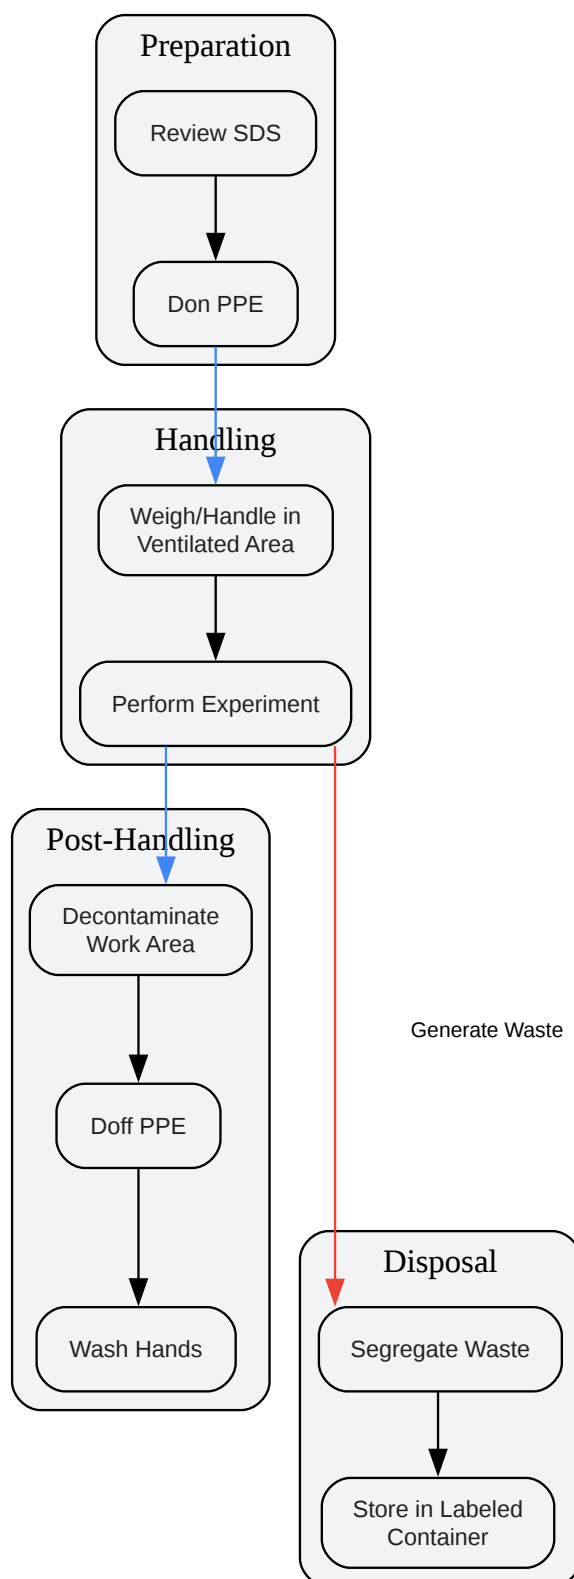 Preparation
Review SDS
Don PPE
Handling
Weigh/Handle in
Ventilated Area
Perform Experiment
Post-Handling
Decontaminate
Work Area
Generate Waste
Doff PPE
Disposal
Wash Hands
Segregate Waste
Store in Labeled
Container